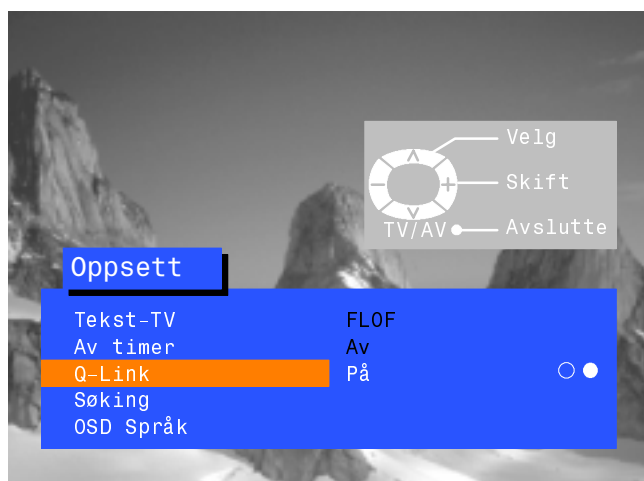 Velg
Skift
TV/AV Avslutte
Oppsett
Tekst-TV FLOF
Av timer Av
Q-Link På
Søking
OSD Språk